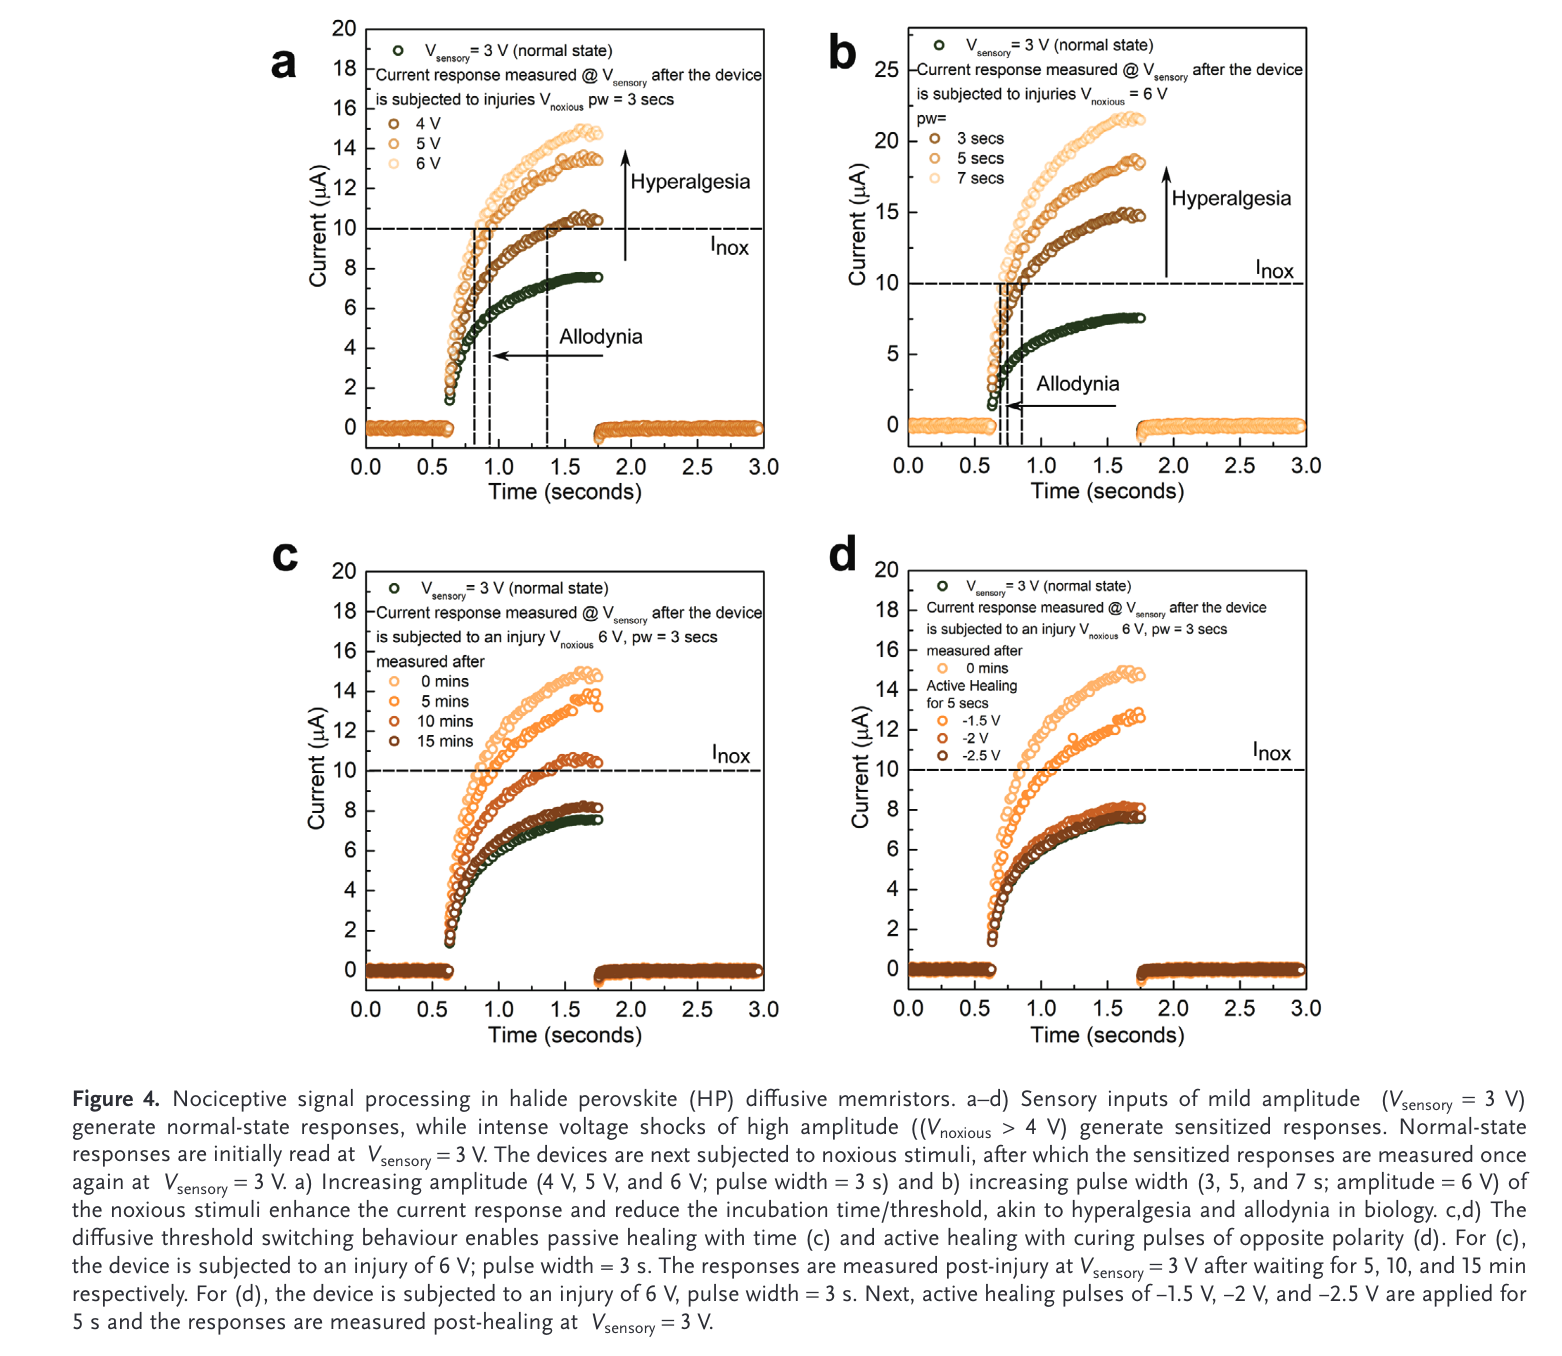 a
20
18
16
14
12
10
8
6
4
2
0
Current (μA)
Vsensory= 3 V (normal state)
Current response measured @ Vsensory after the device
is subjected to injuries Vnoxious pw = 3 secs
4 V
5 V
6 V
Hyperalgesia
Inox
Allodynia
0.0 0.5 1.0 1.5 2.0 2.5 3.0
Time (seconds)
b
25
20
15
10
5
0
Current (μA)
Vsensory= 3 V (normal state)
Current response measured @ Vsensory after the device
is subjected to injuries Vnoxious = 6 V
pw=
3 secs
5 secs
7 secs
Hyperalgesia
Inox
Allodynia
0.0 0.5 1.0 1.5 2.0 2.5 3.0
Time (seconds)
c
20
18
16
14
12
10
8
6
4
2
0
Current (μA)
Vsensory= 3 V (normal state)
Current response measured @ Vsensory after the device
is subjected to an injury Vnoxious 6 V, pw = 3 secs
measured after
0 mins
5 mins
10 mins
15 mins
Inox
0.0 0.5 1.0 1.5 2.0 2.5 3.0
Time (seconds)
d
20
18
16
14
12
10
8
6
4
2
0
Current (μA)
Vsensory= 3 V (normal state)
Current response measured @ Vsensory after the device
is subjected to an injury Vnoxious 6 V, pw = 3 secs
measured after
0 mins
Active Healing
for 5 secs
-1.5 V
-2 V
-2.5 V
Inox
0.0 0.5 1.0 1.5 2.0 2.5 3.0
Time (seconds)
Figure 4. Nociceptive signal processing in halide perovskite (HP) diffusive memristors. a–d) Sensory inputs of mild amplitude (Vsensory = 3 V)
generate normal-state responses, while intense voltage shocks of high amplitude ((Vnoxious > 4 V) generate sensitized responses. Normal-state
responses are initially read at Vsensory = 3 V. The devices are next subjected to noxious stimuli, after which the sensitized responses are measured once
again at Vsensory = 3 V. a) Increasing amplitude (4 V, 5 V, and 6 V; pulse width = 3 s) and b) increasing pulse width (3, 5, and 7 s; amplitude = 6 V) of
the noxious stimuli enhance the current response and reduce the incubation time/threshold, akin to hyperalgesia and allodynia in biology. c,d) The
diffusive threshold switching behaviour enables passive healing with time (c) and active healing with curing pulses of opposite polarity (d). For (c),
the device is subjected to an injury of 6 V; pulse width = 3 s. The responses are measured post-injury at Vsensory = 3 V after waiting for 5, 10, and 15 min
respectively. For (d), the device is subjected to an injury of 6 V, pulse width = 3 s. Next, active healing pulses of –1.5 V, –2 V, and –2.5 V are applied for
5 s and the responses are measured post-healing at Vsensory = 3 V.